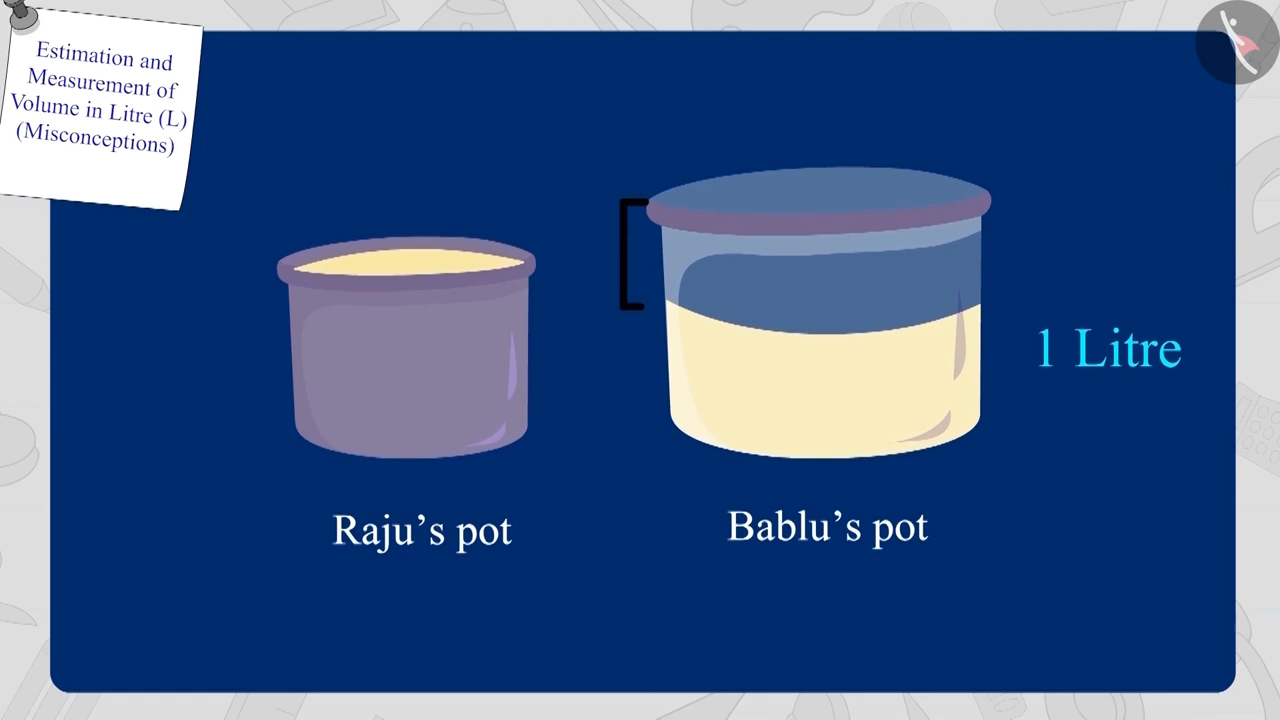 Estimation and
Measurement of
Volume in Litre (L)
(Misconceptions)
1 Litre
Raju’s pot
Bablu’s pot